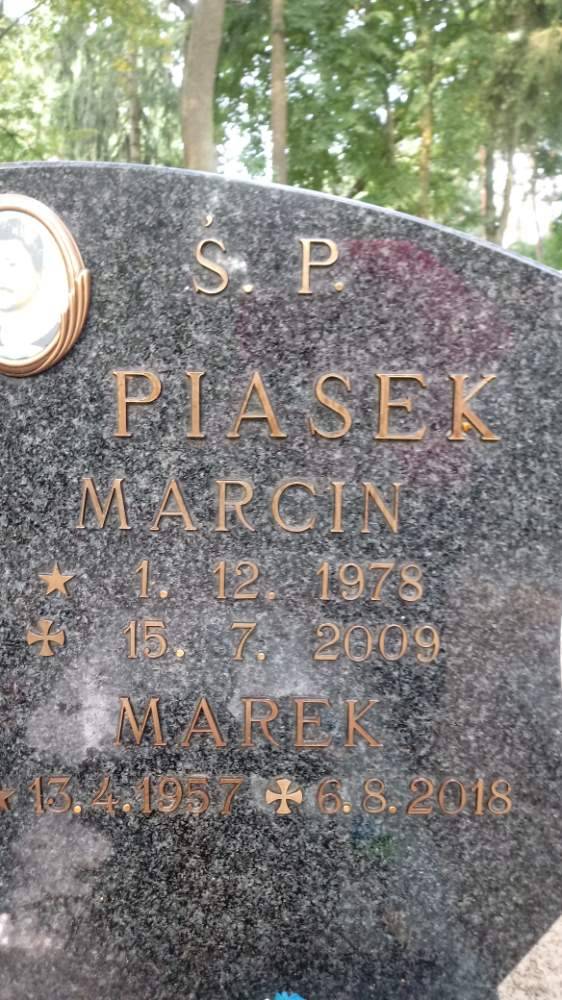 Ś. P.
PIASEK
MARCIN
★ 1. 12. 1978
✠ 15. 7. 2009
MAREK
★ 13.4.1957 ✠ 6.8.2018